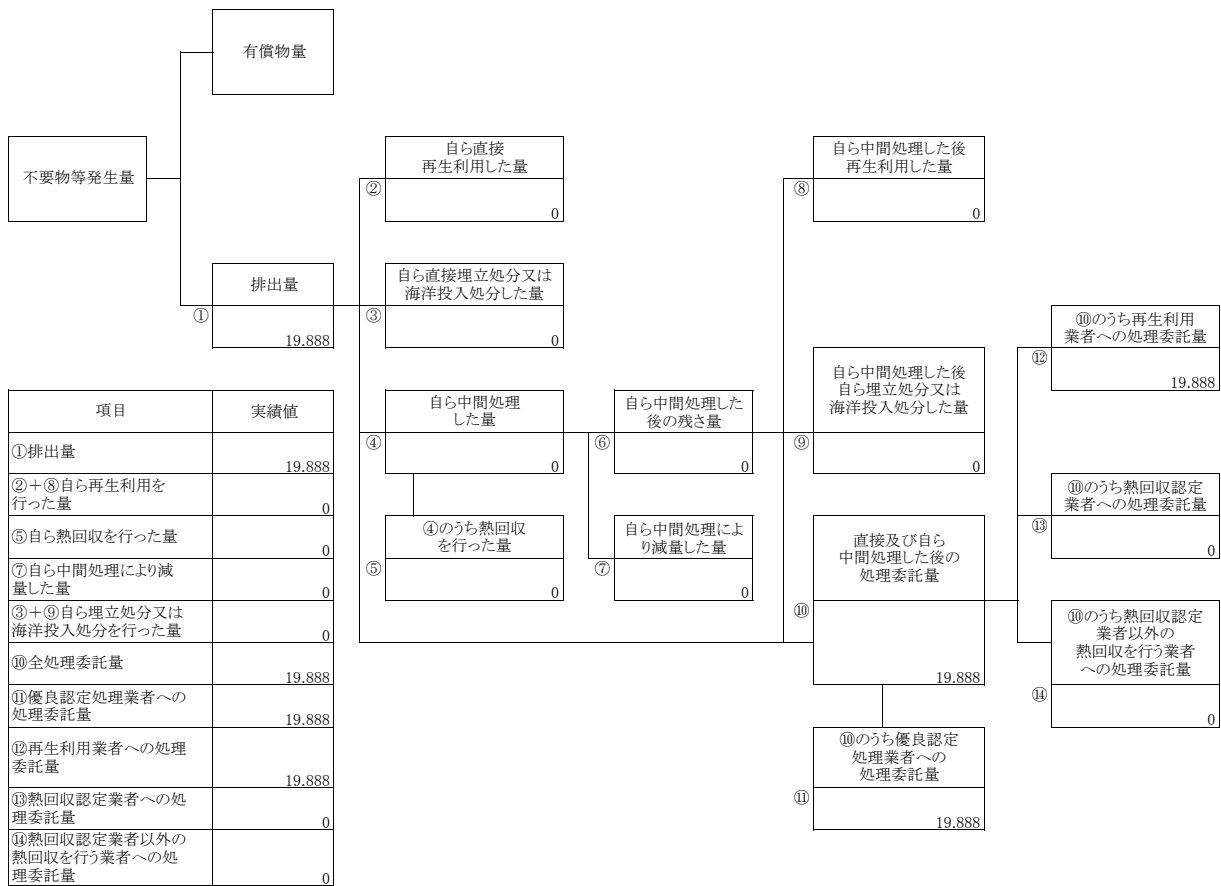 有償物量
不要物等発生量
自ら直接
再生利用した量
②
0
自ら中間処理した後
再生利用した量
⑧
0
排出量
①
19.888
自ら直接埋立処分又は
海洋投入処分した量
③
0
⑩のうち再生利用
業者への処理委託量
⑫
19.888
自ら中間処理
した量
④
0
自ら中間処理した
後の残さ量
⑥
0
自ら中間処理した後
自ら埋立処分又は
海洋投入処分した量
⑨
0
⑩のうち熱回収認定
業者への処理委託量
⑬
0
④のうち熱回収
を行った量
⑤
0
自ら中間処理によ
り減量した量
⑦
0
直接及び自ら
中間処理した後の
処理委託量
⑩
19.888
⑩のうち熱回収認定
業者以外の
熱回収を行う業者
への処理委託量
⑭
0
⑩のうち優良認定
処理業者への
処理委託量
⑪
19.888
項目 実績値
①排出量
19.888
②＋⑧自ら再生利用を
行った量
0
⑤自ら熱回収を行った量
0
⑦自ら中間処理により減
量した量
0
③＋⑨自ら埋立処分又は
海洋投入処分を行った量
0
⑩全処理委託量
19.888
⑪優良認定処理業者への
処理委託量
19.888
⑫再生利用業者への処理
委託量
19.888
⑬熱回収認定業者への処
理委託量
0
⑭熱回収認定業者以外の
熱回収を行う業者への処
理委託量
0